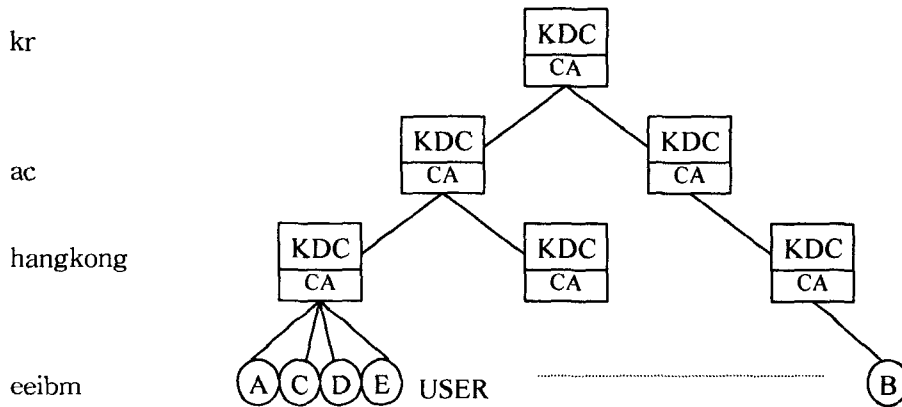 kr
KDC
CA
ac
KDC
CA
KDC
CA
hangkong
KDC
CA
KDC
CA
KDC
CA
eeibm
A C D E USER B